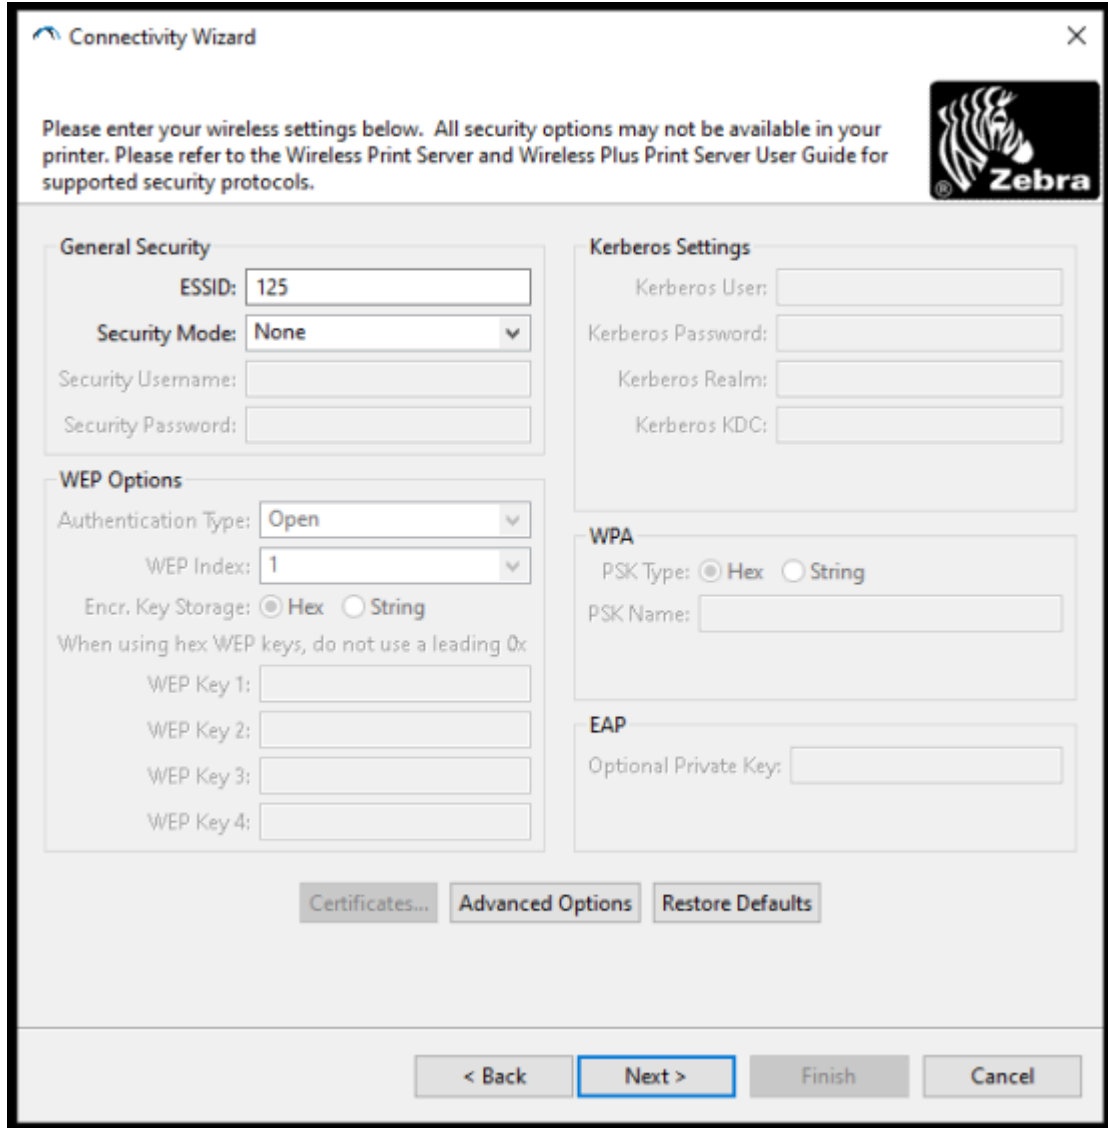 Connectivity Wizard
Please enter your wireless settings below. All security options may not be available in your
printer. Please refer to the Wireless Print Server and Wireless Plus Print Server User Guide for
supported security protocols.
® Zebra
General Security
ESSID: 125
Security Mode: None
Security Username:
Security Password:
WEP Options
Authentication Type: Open
WEP Index: 1
Encr. Key Storage: Hex String
When using hex WEP keys, do not use a leading 0x
WEP Key 1:
WEP Key 2:
WEP Key 3:
WEP Key 4:
Kerberos Settings
Kerberos User:
Kerberos Password:
Kerberos Realm:
Kerberos KDC:
WPA
PSK Type: Hex String
PSK Name:
EAP
Optional Private Key:
Certificates... Advanced Options Restore Defaults
< Back Next > Finish Cancel